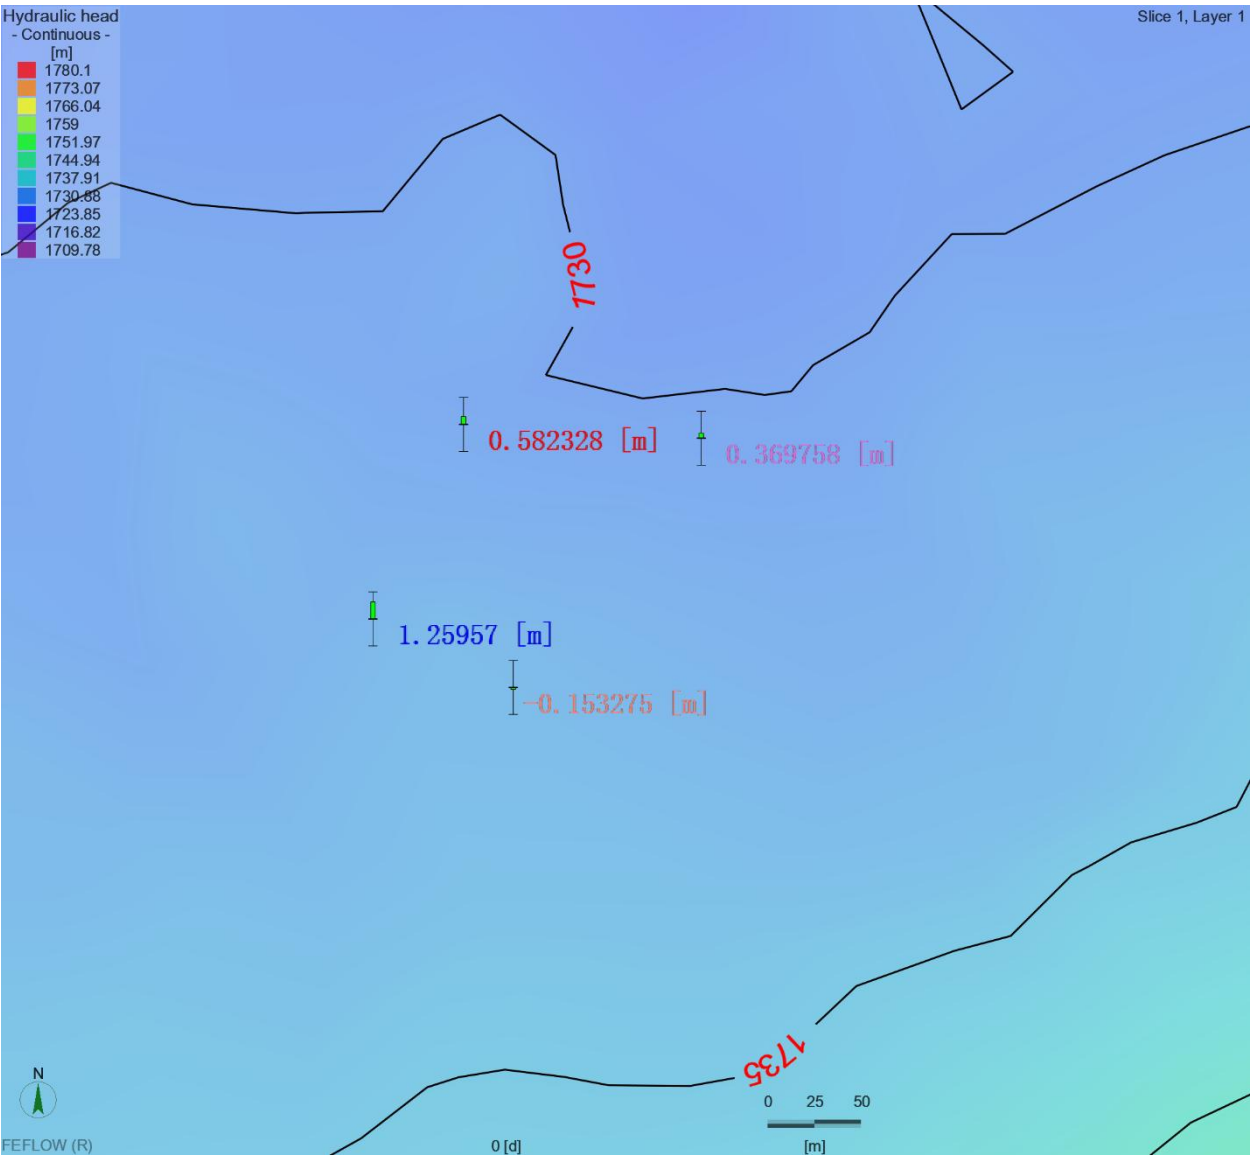 Hydraulic head
- Continuous -
[m]
1780.1
1773.07
1766.04
1759
1751.97
1744.94
1737.91
1730.88
1723.85
1716.82
1709.78
Slice 1, Layer 1
1730
0.582328 [m]
0.369758 [m]
1.25957 [m]
-0.153275 [m]
1735
N
0 25 50
FEFLOW (R)
0 [d]
[m]